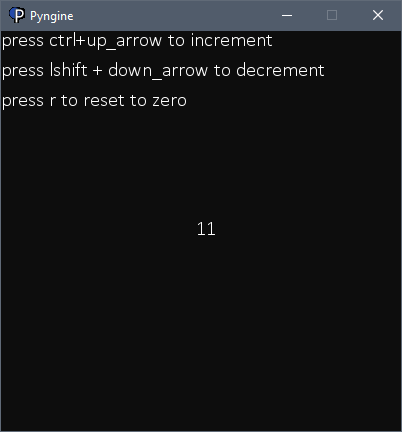 Pyngine
press ctrl+up_arrow to increment
press lshift + down_arrow to decrement
press r to reset to zero
11